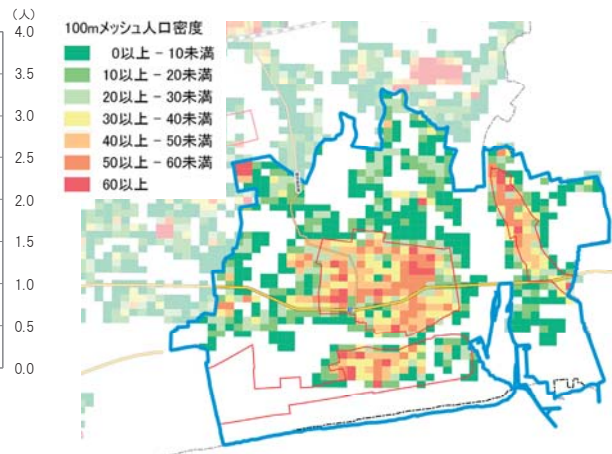 (人)
4.0
3.5
3.0
2.5
2.0
1.5
1.0
0.5
0.0
100mメッシュ人口密度
0以上 - 10未満
10以上 - 20未満
20以上 - 30未満
30以上 - 40未満
40以上 - 50未満
50以上 - 60未満
60以上